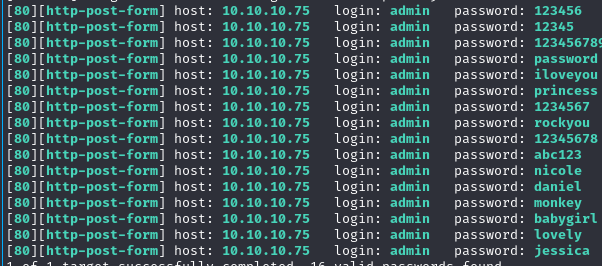 [80][http-post-form] host: 10.10.10.75 login: admin password: 123456
[80][http-post-form] host: 10.10.10.75 login: admin password: 12345
[80][http-post-form] host: 10.10.10.75 login: admin password: 123456789
[80][http-post-form] host: 10.10.10.75 login: admin password: password
[80][http-post-form] host: 10.10.10.75 login: admin password: iloveyou
[80][http-post-form] host: 10.10.10.75 login: admin password: princess
[80][http-post-form] host: 10.10.10.75 login: admin password: 1234567
[80][http-post-form] host: 10.10.10.75 login: admin password: rockyou
[80][http-post-form] host: 10.10.10.75 login: admin password: 12345678
[80][http-post-form] host: 10.10.10.75 login: admin password: abc123
[80][http-post-form] host: 10.10.10.75 login: admin password: nicole
[80][http-post-form] host: 10.10.10.75 login: admin password: daniel
[80][http-post-form] host: 10.10.10.75 login: admin password: monkey
[80][http-post-form] host: 10.10.10.75 login: admin password: babygirl
[80][http-post-form] host: 10.10.10.75 login: admin password: lovely
[80][http-post-form] host: 10.10.10.75 login: admin password: jessica
1 of 1 target successfully completed, 16 valid passwords found